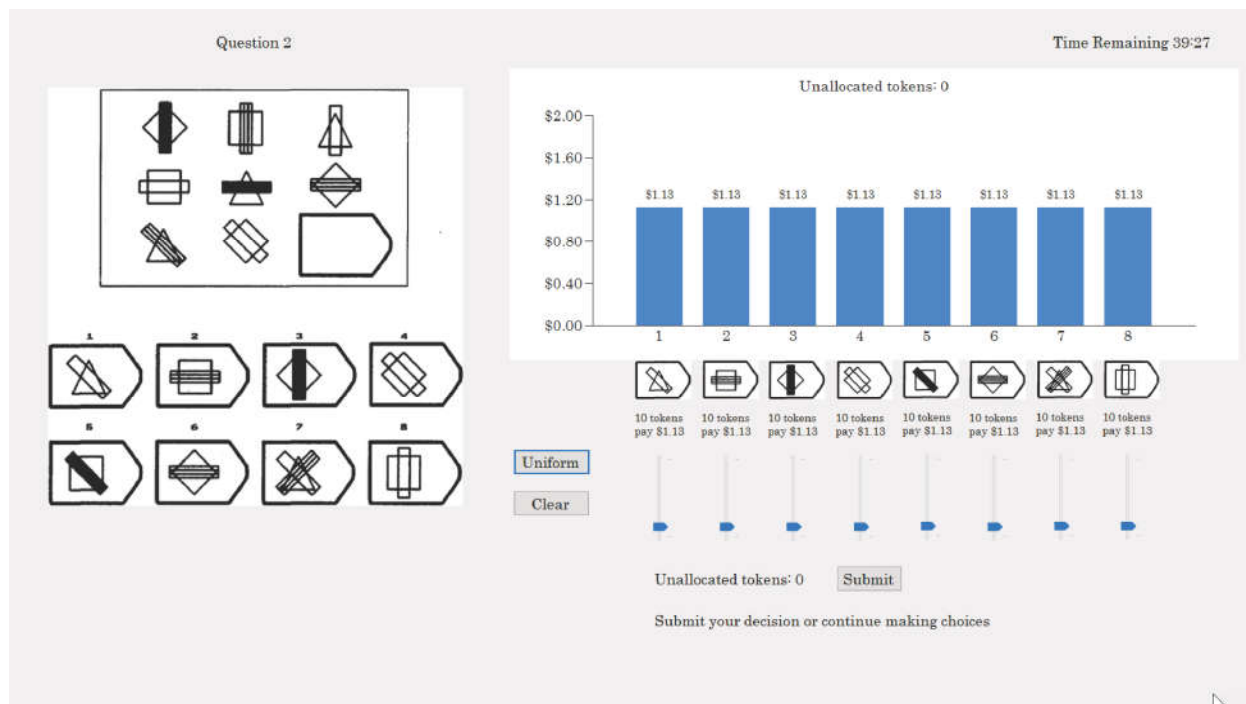 Question 2
Time Remaining 39:27
1 2 3 4
5 6 7 8
Unallocated tokens: 0
$2.00
$1.60
$1.20
$0.80
$0.40
$0.00
$1.13 $1.13 $1.13 $1.13 $1.13 $1.13 $1.13 $1.13
1 2 3 4 5 6 7 8
10 tokens 10 tokens 10 tokens 10 tokens 10 tokens 10 tokens 10 tokens 10 tokens
pay $1.13 pay $1.13 pay $1.13 pay $1.13 pay $1.13 pay $1.13 pay $1.13 pay $1.13
Uniform
Clear
Unallocated tokens: 0
Submit
Submit your decision or continue making choices